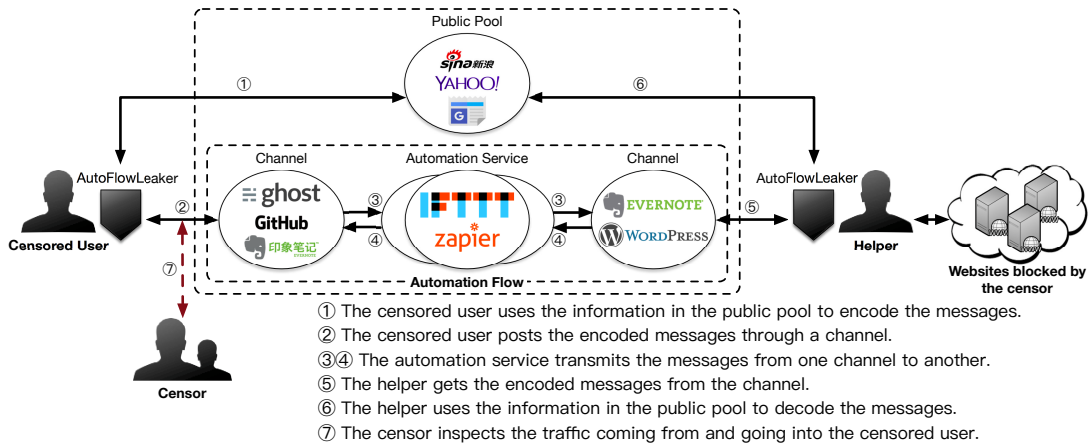 Public Pool
sina新浪
YAHOO!
G
①
⑥
Channel
Automation Service
Channel
AutoFlowLeaker
AutoFlowLeaker
ghost
GitHub
印象笔记
EVERNOTE
IFTTT
zapier
EVERNOTE
WORDPRESS
②
③
③
④
④
⑤
⑦
Censored User
Helper
Automation Flow
Websites blocked by
the censor
Censor
① The censored user uses the information in the public pool to encode the messages.
② The censored user posts the encoded messages through a channel.
③④ The automation service transmits the messages from one channel to another.
⑤ The helper gets the encoded messages from the channel.
⑥ The helper uses the information in the public pool to decode the messages.
⑦ The censor inspects the traffic coming from and going into the censored user.